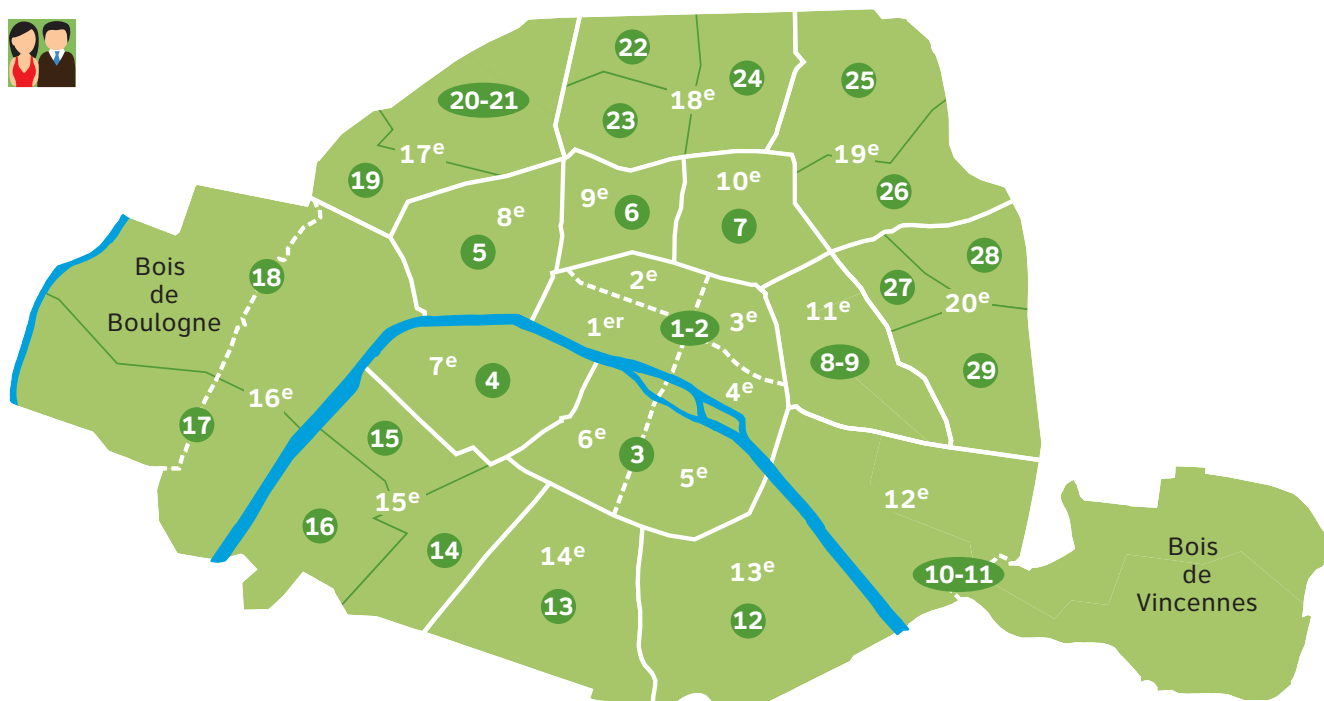 22
20-21
24
25
18e
23
17e
19e
19
10e
26
9e
6
8e
7
5
28
Bois
de
Boulogne
18
2e
27
20e
11e
1er
1-2
3e
7e
8-9
4
29
4e
16e
17
15
6e
3
5e
15e
12e
16
14
14e
13e
10-11
Bois
de
Vincennes
13
12